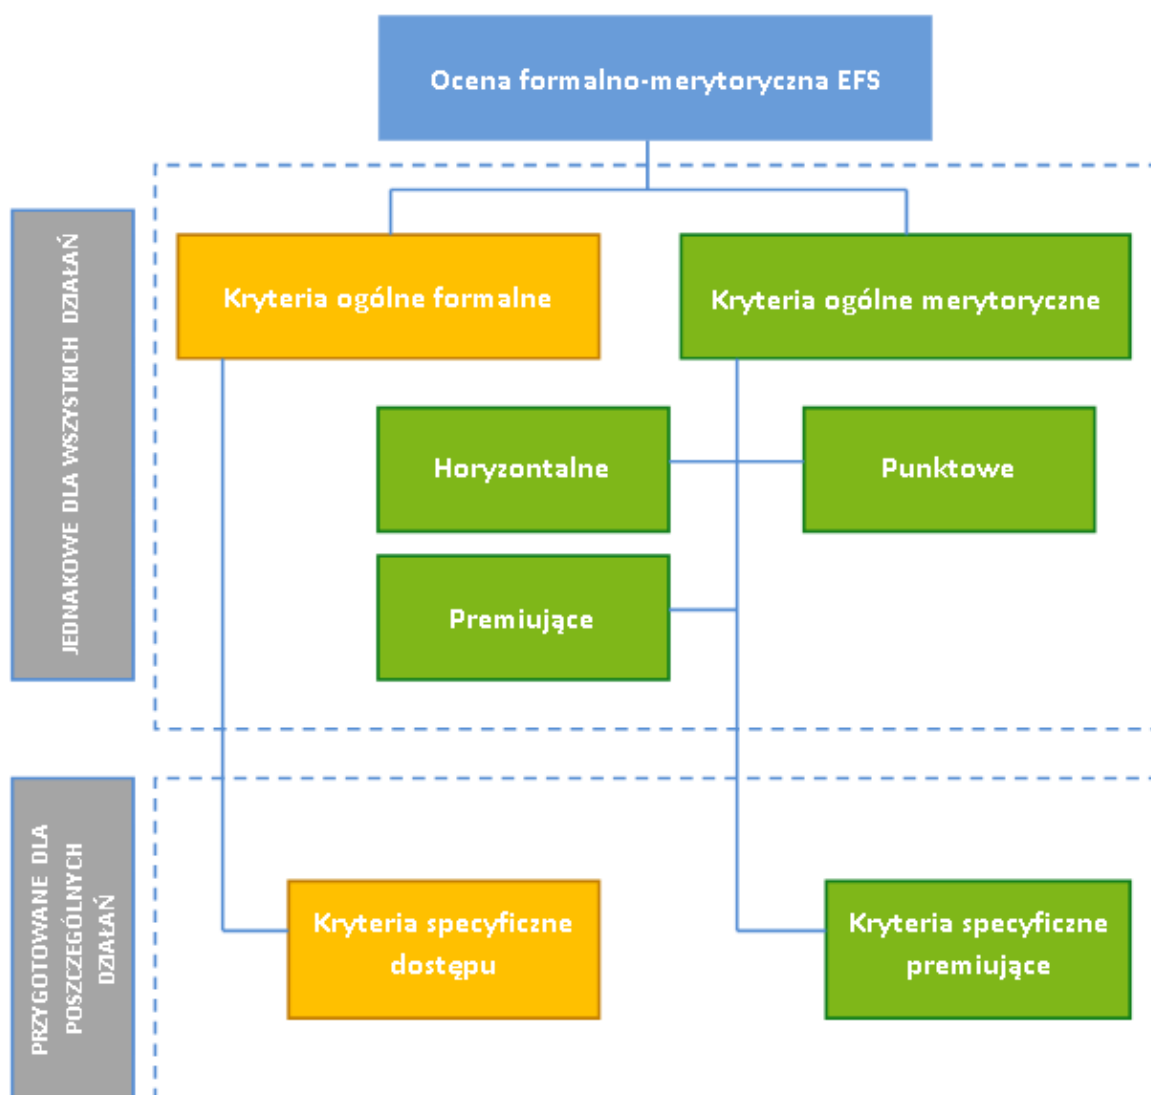 Ocena formalno-merytoryczna EFS
JEDNAKOWE DLA WSZYSTKICH DZIAŁAŃ
Kryteria ogólne formalne
Kryteria ogólne merytoryczne
Horyzontalne
Punktowe
Premiujące
PRZYGOTOWANE DLA
POSZCZEGÓLNYCH
DZIAŁAŃ
Kryteria specyficzne
dostępu
Kryteria specyficzne
premiujące